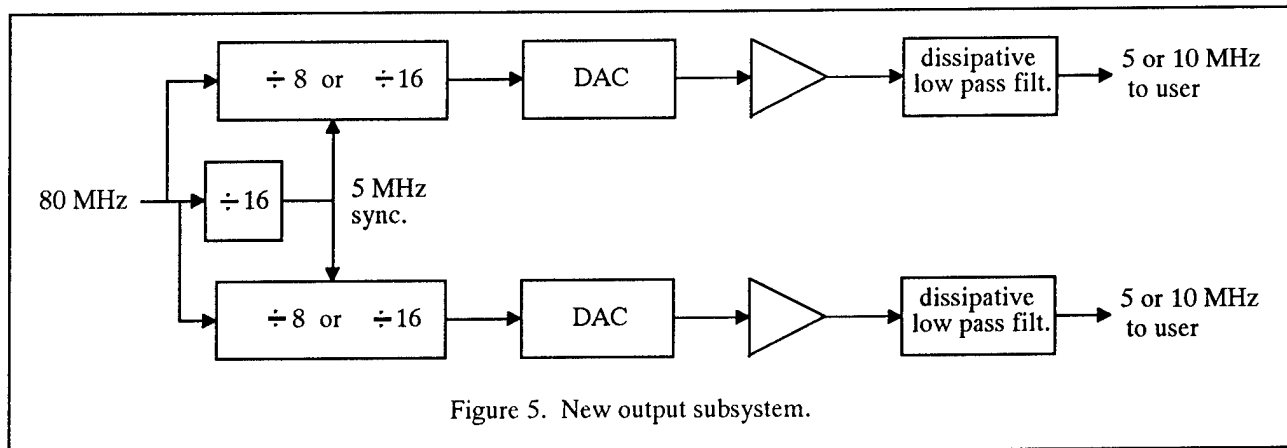 ÷ 8 or ÷ 16
DAC
dissipative
low pass filt.
5 or 10 MHz
to user
80 MHz
÷ 16
5 MHz
sync.
÷ 8 or ÷ 16
DAC
dissipative
low pass filt.
5 or 10 MHz
to user
Figure 5. New output subsystem.